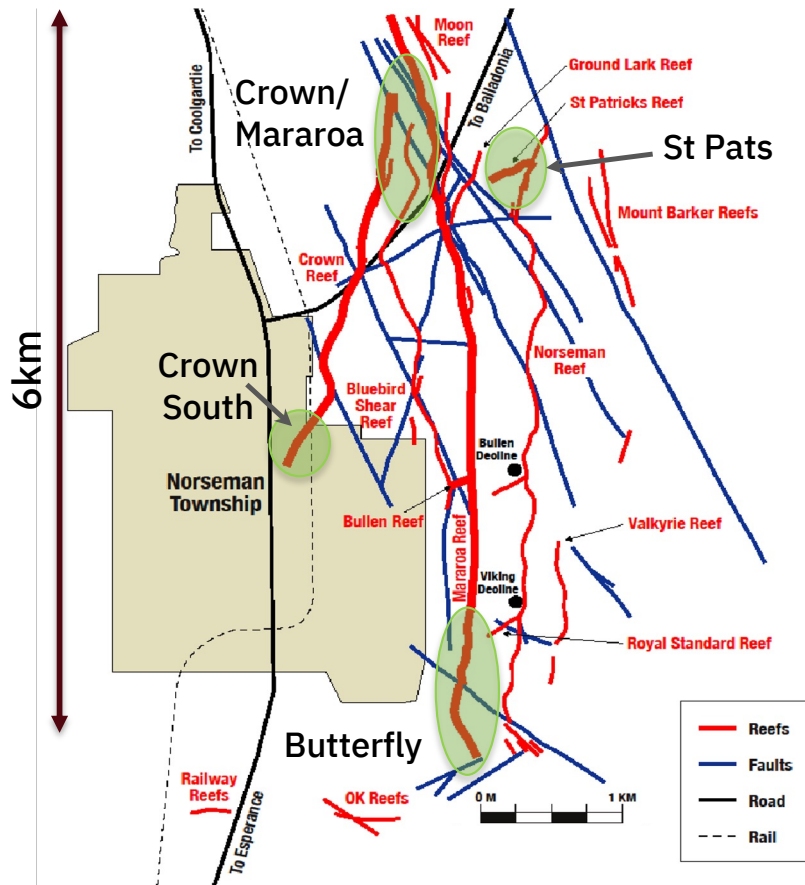 Moon
Reef
To Coolgardie
To Balladonia
Ground Lark Reef
St Patricks Reef
Crown/
Mararoa
St Pats
Mount Barker Reefs
Crown
Reef
6km
Norseman
Reef
Crown
South
Bluebird
Shear
Reef
Bullen
Decline
Norseman
Township
Bullen Reef
Mararoa Reef
Valkyrie Reef
Viking
Decline
Royal Standard Reef
Butterfly
Railway
Reefs
OK Reefs
To Esperance
0 M
1 KM
Reefs
Faults
Road
Rail